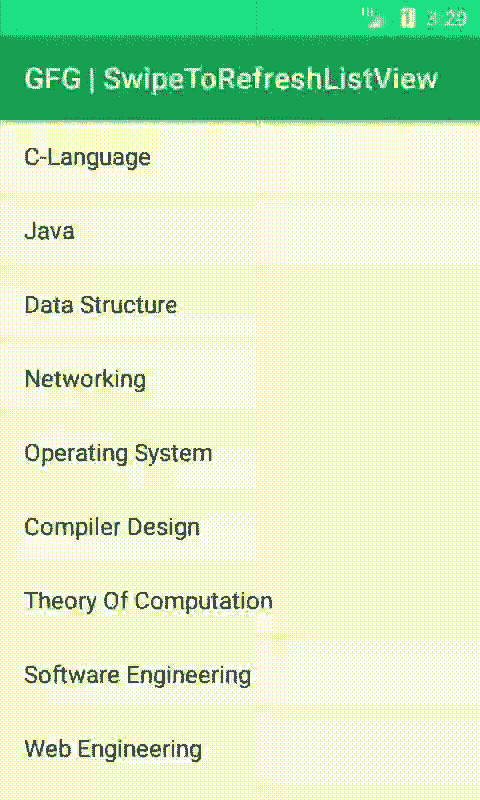 3:29
GFG | SwipeToRefreshListView
C-Language
Java
Data Structure
Networking
Operating System
Compiler Design
Theory Of Computation
Software Engineering
Web Engineering